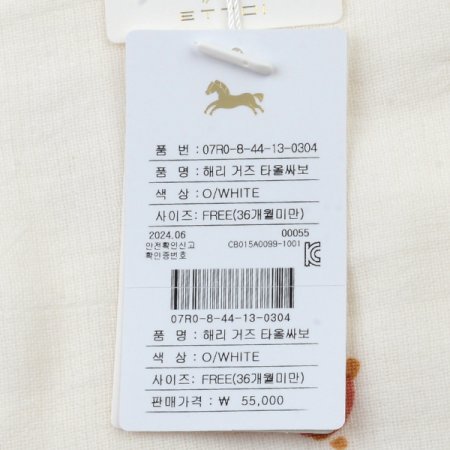 품 번 : 07R0-8-44-13-0304
품 명 : 해리 거즈 타올싸보
색 상 : O/WHITE
사이즈: FREE(36개월미만)
2024.06 00055
안전확인신고 CB015A0099-1001
확인증번호
07R0-8-44-13-0304
품 명 : 해리 거즈 타올싸보
색 상 : O/WHITE
사이즈: FREE(36개월미만)
판매가격 : ₩ 55,000